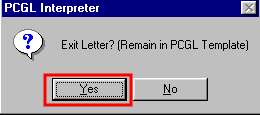 PCGL Interpreter
?
Exit Letter? (Remain in PCGL Template)
Yes
No